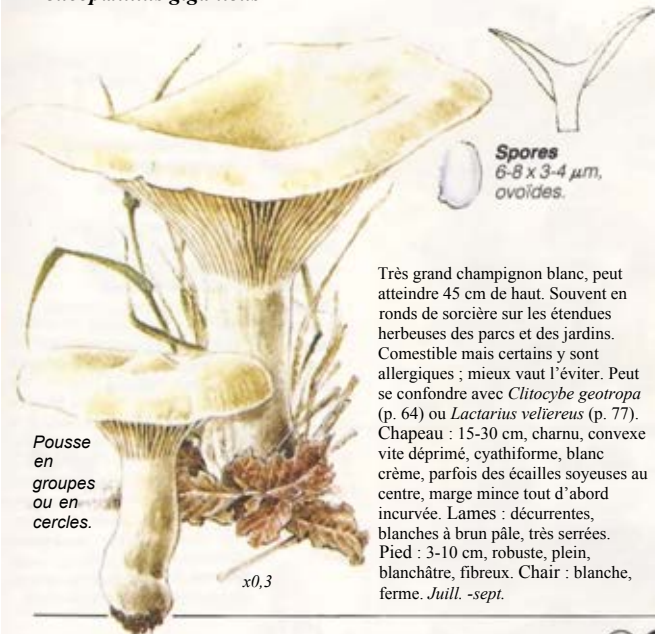 Spores
6-8 x 3-4 µm,
ovoïdes.
Très grand champignon blanc, peut
atteindre 45 cm de haut. Souvent en
ronds de sorcière sur les étendues
herbeuses des parcs et des jardins.
Comestible mais certains y sont
allergiques ; mieux vaut l’éviter. Peut
se confondre avec Clitocybe geotropa
(p. 64) ou Lactarius veliereus (p. 77).
Chapeau : 15-30 cm, charnu, convexe
vite déprimé, cyathiforme, blanc
crème, parfois des écailles soyeuses au
centre, marge mince tout d’abord
incurvée. Lames : décurrentes,
blanches à brun pâle, très serrées.
Pied : 3-10 cm, robuste, plein,
blanchâtre, fibreux. Chair : blanche,
ferme. Juill. -sept.
Pousse
en
groupes
ou en
cercles.
x0,3